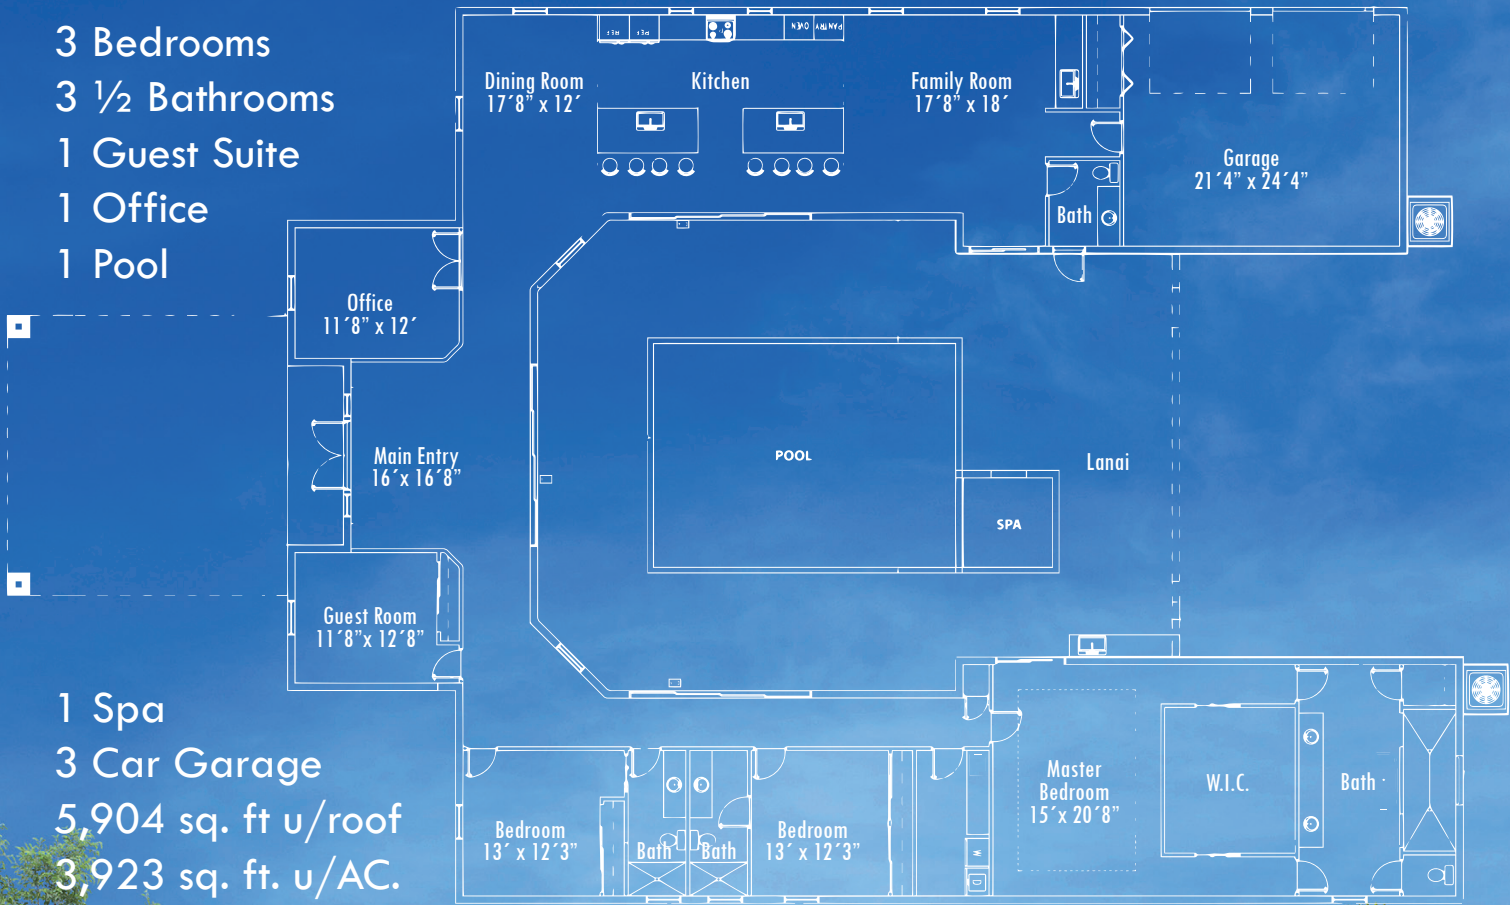 3 Bedrooms
3 ½ Bathrooms
1 Guest Suite
1 Office
1 Pool
REF
REF
OVEN
PANTRY
Dining Room
17´8” x 12´
Kitchen
Family Room
17´8” x 18´
Garage
21´4” x 24´4”
Bath
Office
11´8” x 12´
Main Entry
16´x 16´8”
POOL
Lanai
SPA
Guest Room
11´8”x 12´8”
1 Spa
3 Car Garage
5,904 sq. ft u/roof
3,923 sq. ft. u/AC.
Bedroom
13´ x 12´3”
Bath
Bath
Bedroom
13´ x 12´3”
W
D
Master
Bedroom
15´x 20´8”
W.I.C.
Bath